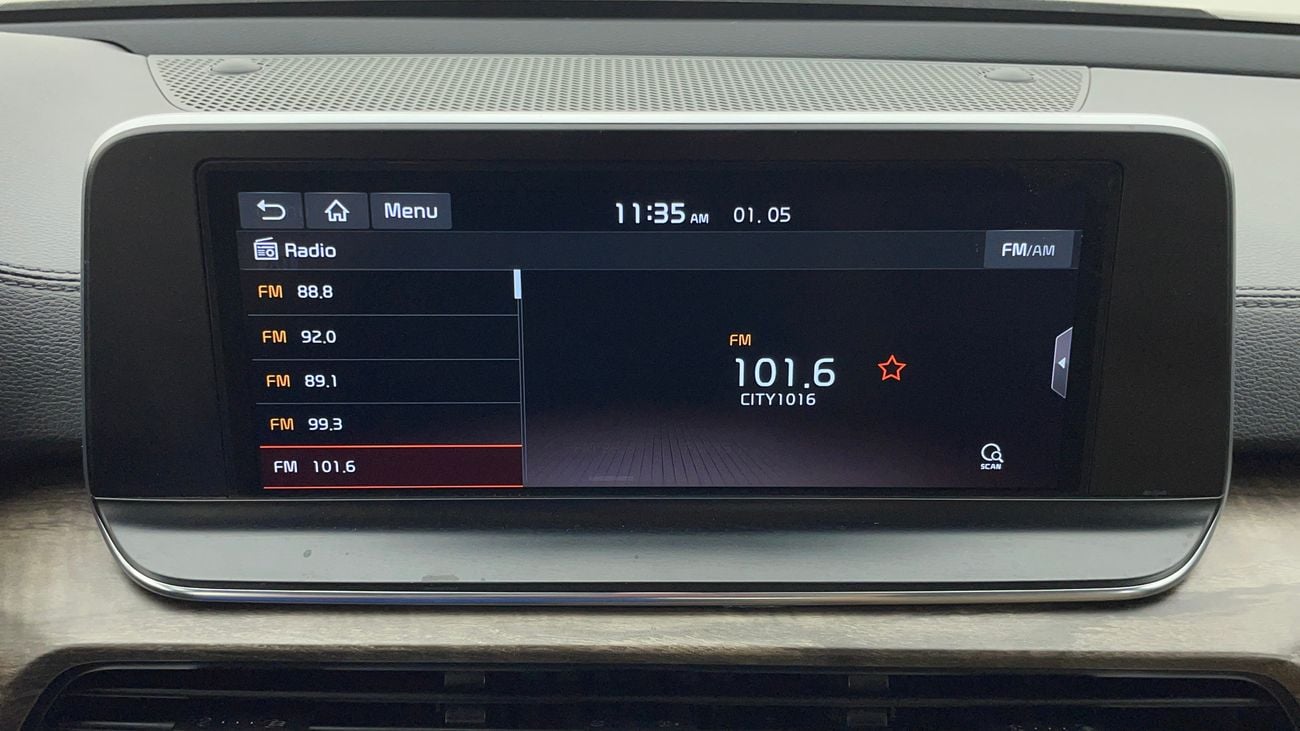 Menu
11:35 AM 01. 05
Radio
FM/AM
FM 88.8
FM 92.0
FM 89.1
FM 99.3
FM 101.6
FM
101.6
CITY1016
SCAN